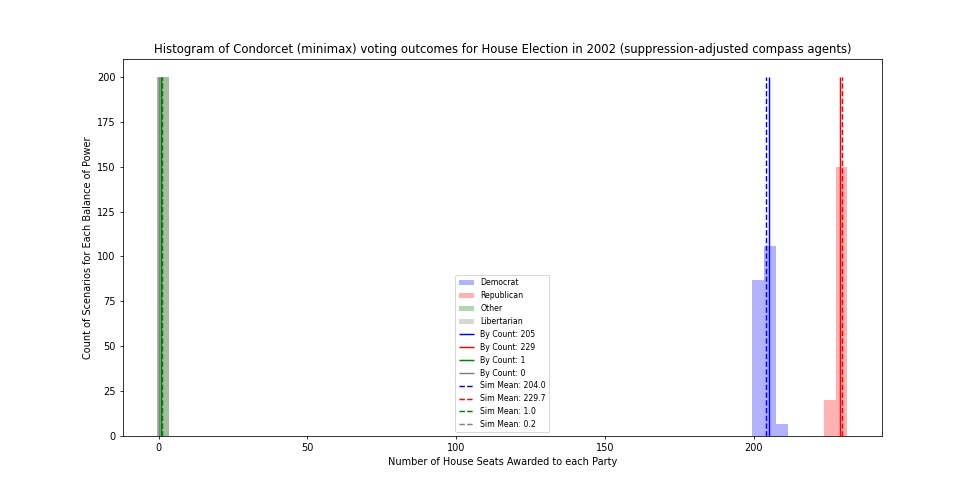 Histogram of Condorcet (minimax) voting outcomes for House Election in 2002 (suppression-adjusted compass agents)
200
175
150
125
100
75
50
25
0
Count of Scenarios for Each Balance of Power
Democrat
Republican
Other
Libertarian
By Count: 205
By Count: 229
By Count: 1
By Count: 0
Sim Mean: 204.0
Sim Mean: 229.7
Sim Mean: 1.0
Sim Mean: 0.2
0 50 100 150 200
Number of House Seats Awarded to each Party